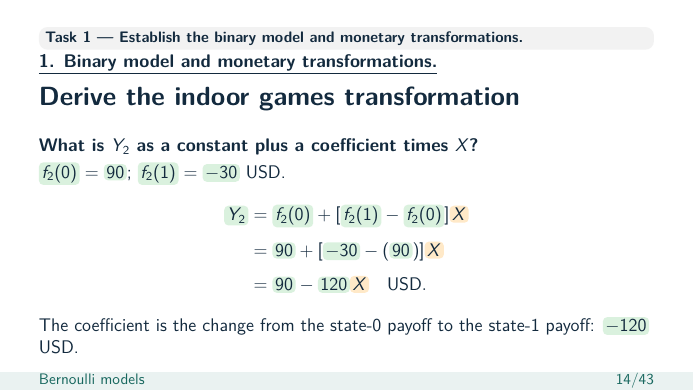 Task 1 — Establish the binary model and monetary transformations.
1. Binary model and monetary transformations.
Derive the indoor games transformation
What is Y₂ as a constant plus a coefficient times X?
f₂(0) = 90; f₂(1) = −30 USD.
Y₂ = f₂(0) + [f₂(1) − f₂(0)]X
= 90 + [−30 − (90)]X
= 90 − 120X USD.
The coefficient is the change from the state-0 payoff to the state-1 payoff: −120
USD.
Bernoulli models 14/43